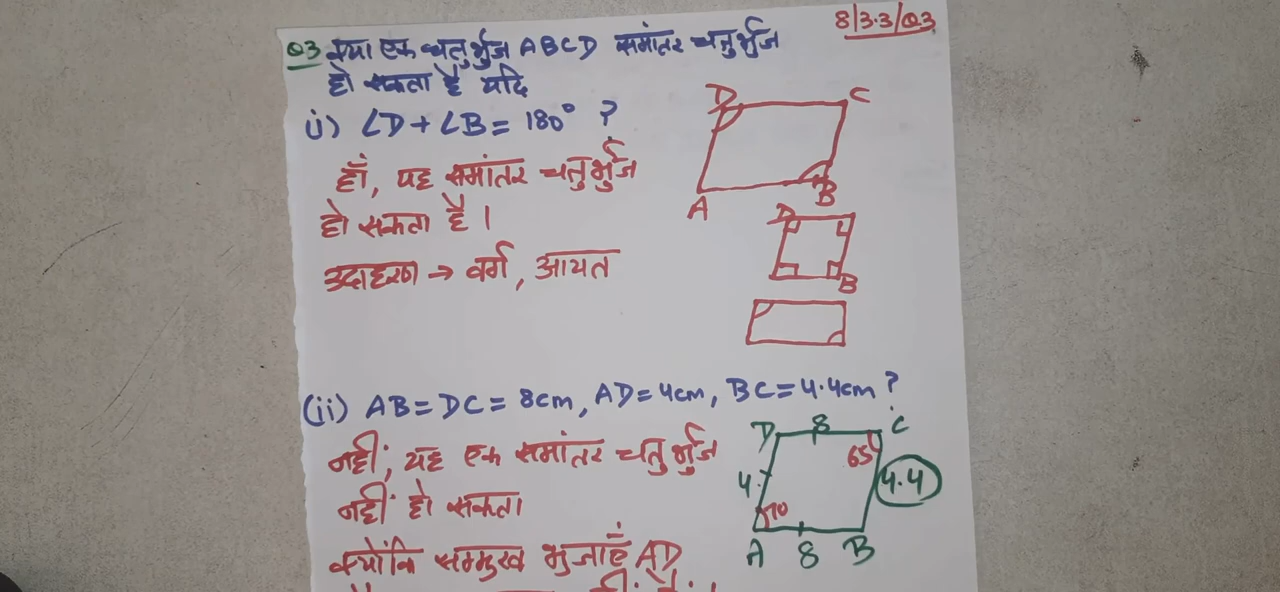 8/3.3/Q3
Q3 क्या एक चतुर्भुज ABCD समांतर चतुर्भुज
हो सकता है यदि
(i) ∠D + ∠B = 180° ?
हाँ, यह समांतर चतुर्भुज
हो सकता है।
उदाहरण → वर्ग, आयत
D C
A B
D
B
(ii) AB = DC = 8cm, AD = 4cm, BC = 4.4cm ?
नहीं, यह एक समांतर चतुर्भुज
नहीं हो सकता
क्योंकि सम्मुख भुजाएँ AD
D 8 C
65
4 4.4
70
A 8 B